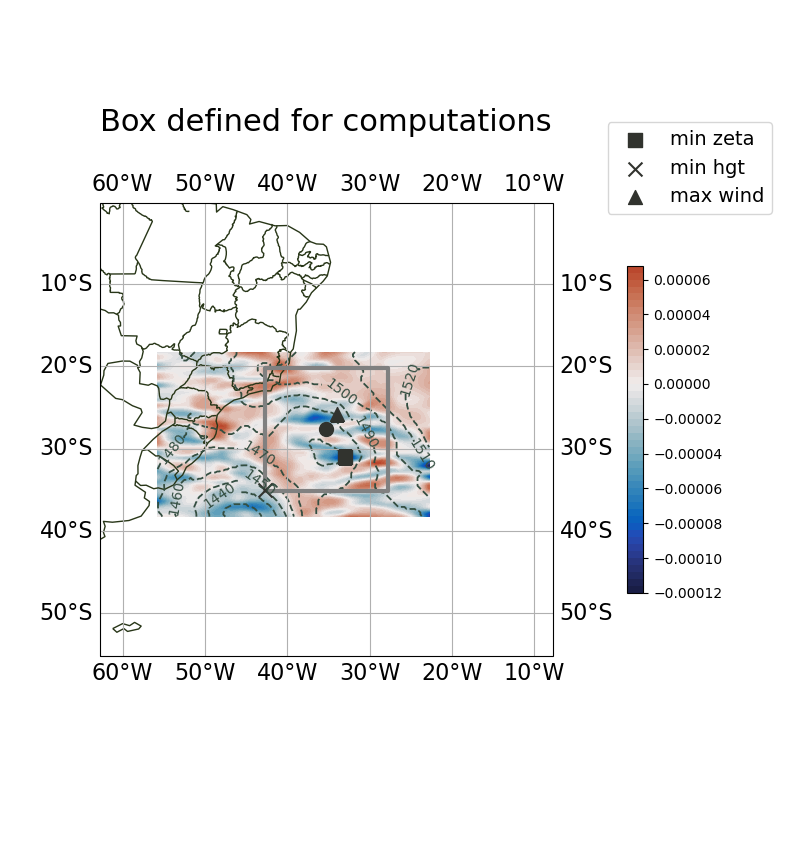 Box defined for computations
min zeta
min hgt
max wind
60°W 50°W 40°W 30°W 20°W 10°W
10°S 10°S
20°S 20°S
30°S 30°S
40°S 40°S
50°S 50°S
60°W 50°W 40°W 30°W 20°W 10°W
1520
1500
1490
1510
1480
1470
1450
1440
1460
0.00006
0.00004
0.00002
0.00000
−0.00002
−0.00004
−0.00006
−0.00008
−0.00010
−0.00012